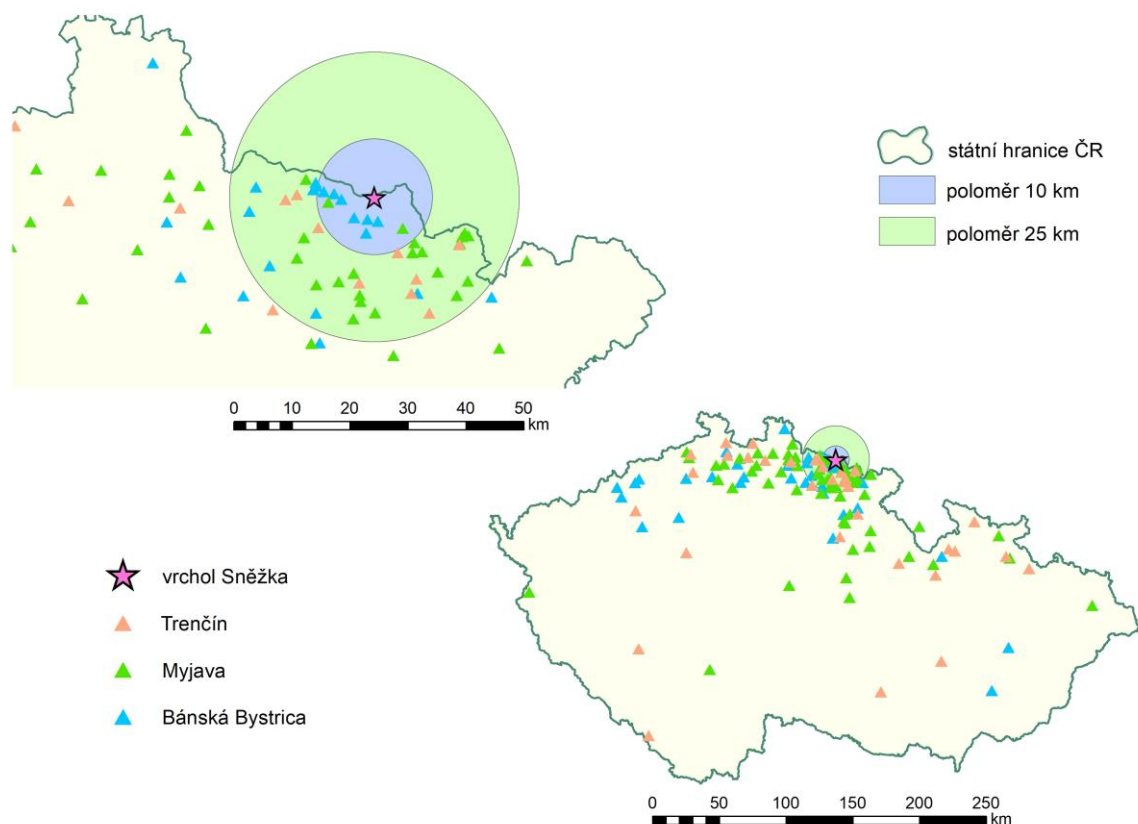 státní hranice ČR
poloměr 10 km
poloměr 25 km
0 10 20 30 40 50
km
vrchol Sněžka
Trenčín
Myjava
Bánská Bystrica
0 50 100 150 200 250
km